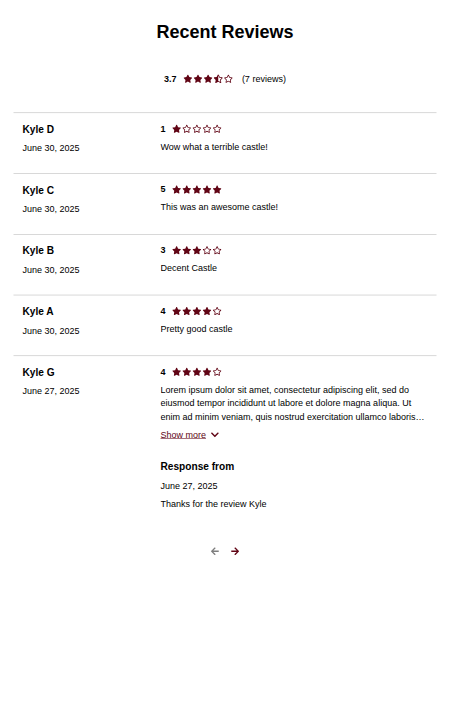 Recent Reviews
3.7 (7 reviews)
Kyle D
June 30, 2025
1
Wow what a terrible castle!
Kyle C
June 30, 2025
5
This was an awesome castle!
Kyle B
June 30, 2025
3
Decent Castle
Kyle A
June 30, 2025
4
Pretty good castle
Kyle G
June 27, 2025
4
Lorem ipsum dolor sit amet, consectetur adipiscing elit, sed do
eiusmod tempor incididunt ut labore et dolore magna aliqua. Ut
enim ad minim veniam, quis nostrud exercitation ullamco laboris…
Show more
Response from
June 27, 2025
Thanks for the review Kyle